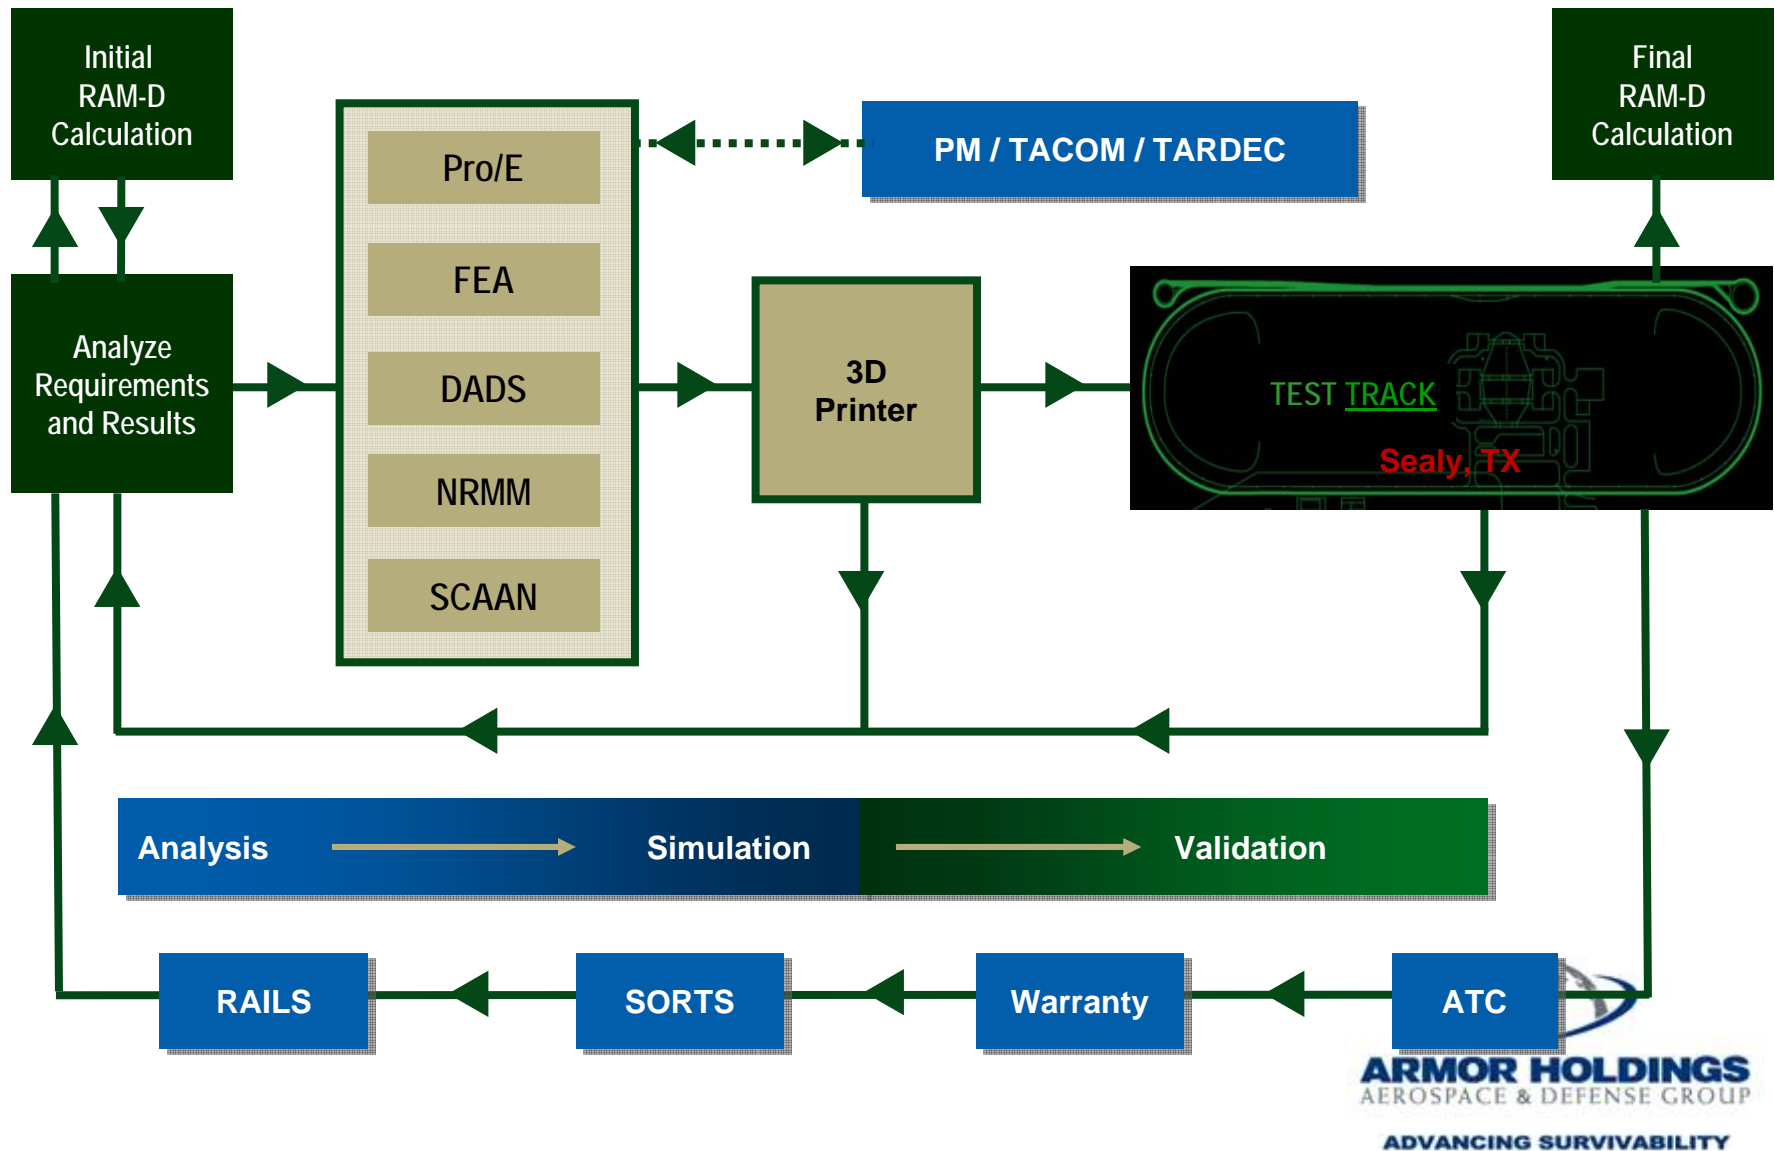 Initial
RAM-D
Calculation
Final
RAM-D
Calculation
Pro/E
PM / TACOM / TARDEC
FEA
Analyze
Requirements
and Results
DADS
3D
Printer
TEST TRACK
Sealy, TX
NRMM
SCAAN
Analysis
Simulation
Validation
RAILS
SORTS
Warranty
ATC
ARMOR HOLDINGS
AEROSPACE & DEFENSE GROUP
ADVANCING SURVIVABILITY